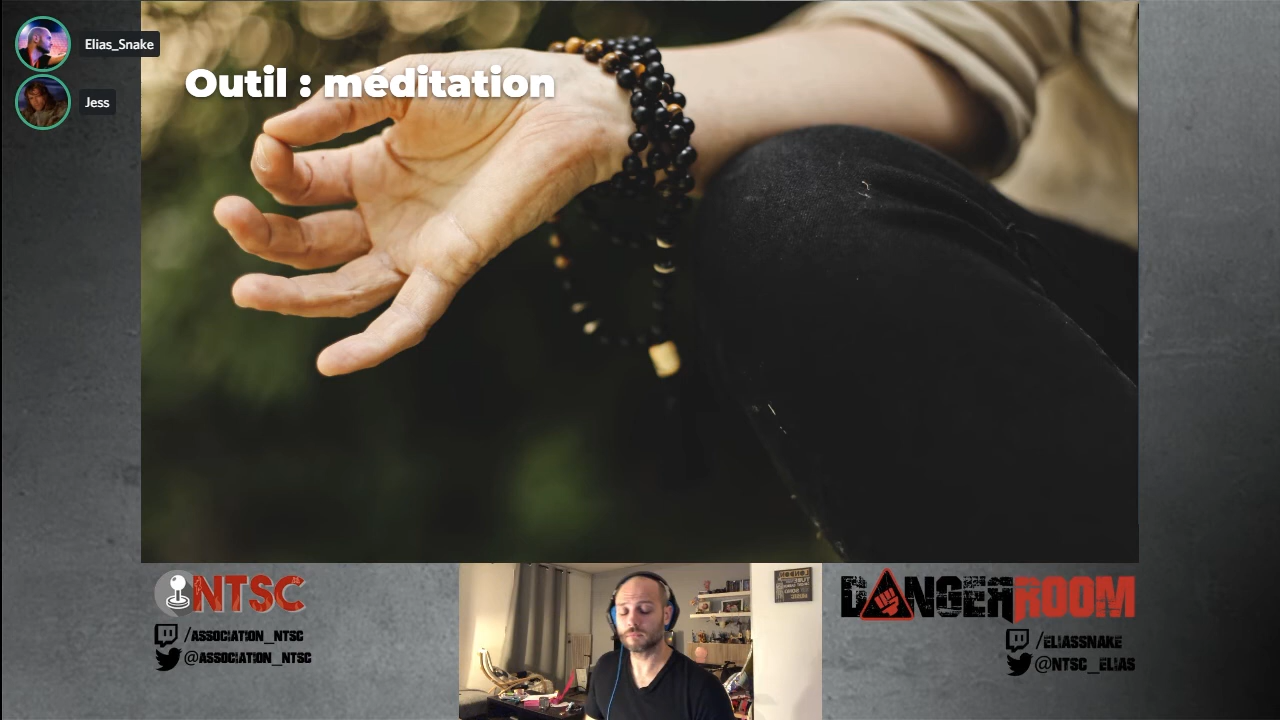 Elias_Snake
Jess
Outil : méditation
NTSC
/ASSOCIATION_NTSC
@ASSOCIATION_NTSC
DANGERROOM
/ELIASSNAKE
@NTSC_ELIAS